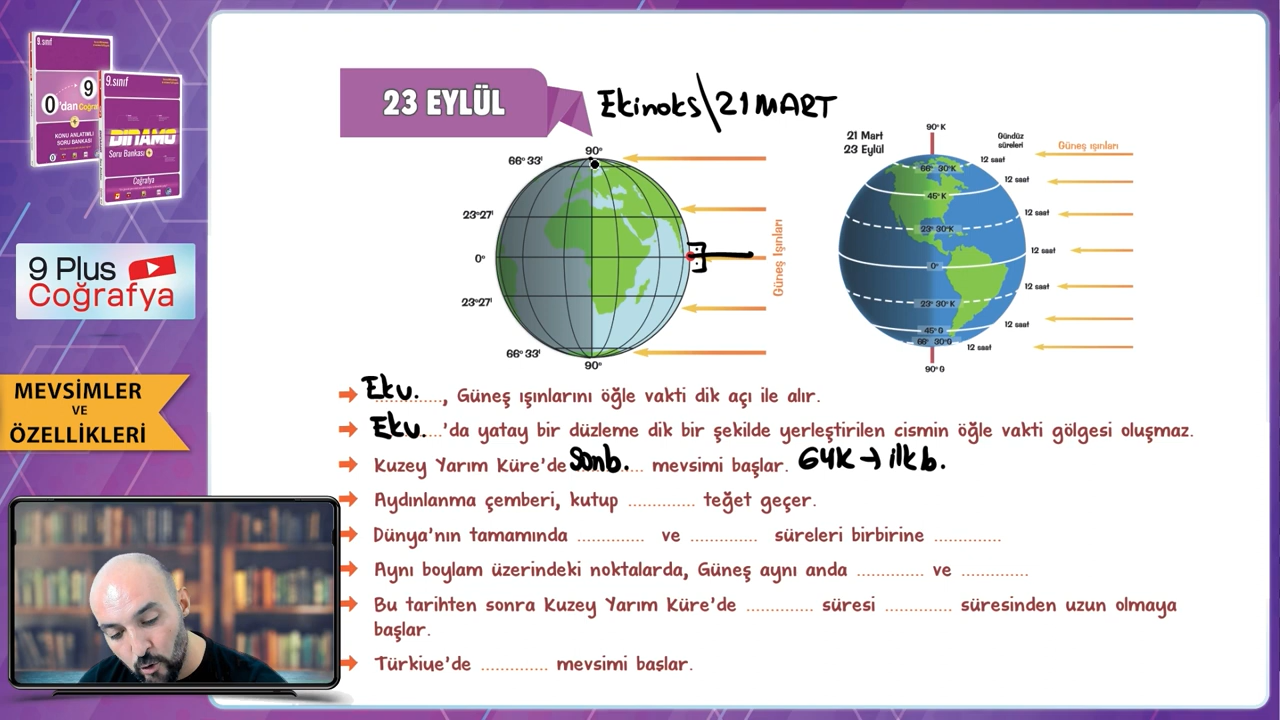 9.sınıf
0'dan
9
KONU ANLATIMLI
SORU BANKASI
9.sınıf
DİNAMO
Soru Bankası
Coğrafya
9 Plus
Coğrafya
MEVSİMLER
VE
ÖZELLİKLERİ
23 EYLÜL
Ekinoks\21 MART
90°
66° 33'
23°27'
0°
23°27'
66° 33'
90°
Güneş Işınları
21 Mart
23 Eylül
90° K
Gündüz
süreleri
Güneş ışınları
12 saat
66° 30'K
12 saat
45° K
12 saat
23° 30'K
12 saat
0°
12 saat
23° 30'K
12 saat
45° G
66° 30'G
12 saat
90° G
Eku. ............, Güneş ışınlarını öğle vakti dik açı ile alır.
Eku. ............'da yatay bir düzleme dik bir şekilde yerleştirilen cismin öğle vakti gölgesi oluşmaz.
Kuzey Yarım Küre'de Sonb. ............ mevsimi başlar. GYK → ilkb.
Aydınlanma çemberi, kutup ............ teğet geçer.
Dünya'nın tamamında ............ ve ............ süreleri birbirine ............
Aynı boylam üzerindeki noktalarda, Güneş aynı anda ............ ve ............
Bu tarihten sonra Kuzey Yarım Küre'de ............ süresi ............ süresinden uzun olmaya
başlar.
Türkiye'de ............ mevsimi başlar.